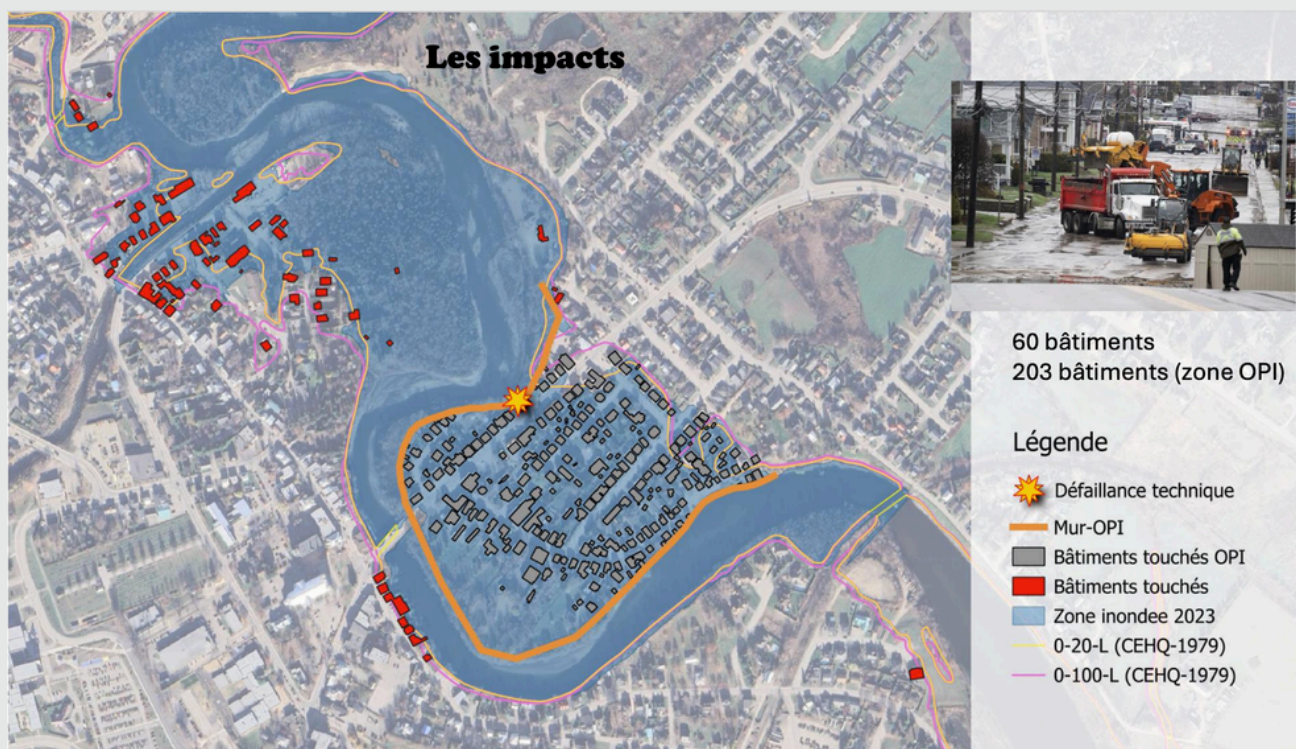 Les impacts
60 bâtiments
203 bâtiments (zone OPI)
Légende
Défaillance technique
Mur-OPI
Bâtiments touchés OPI
Bâtiments touchés
Zone inondee 2023
0-20-L (CEHQ-1979)
0-100-L (CEHQ-1979)